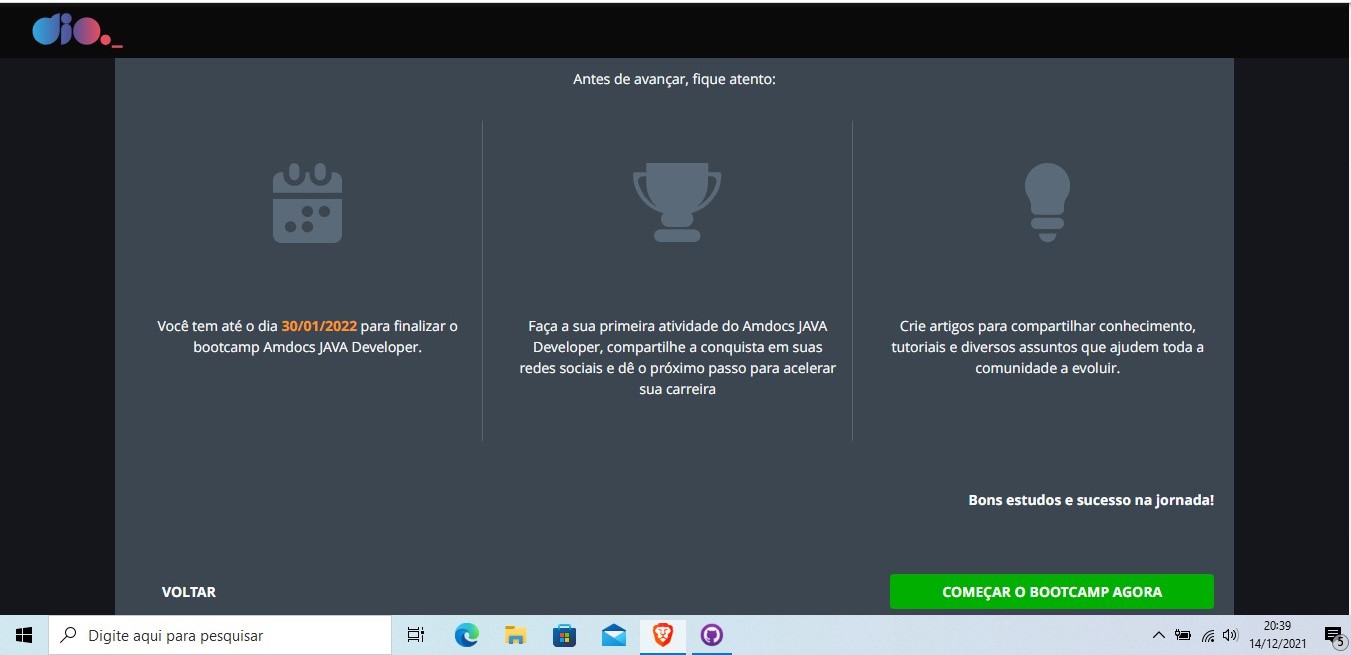 dio._
Antes de avançar, fique atento:
Você tem até o dia 30/01/2022 para finalizar o
bootcamp Amdocs JAVA Developer.
Faça a sua primeira atividade do Amdocs JAVA
Developer, compartilhe a conquista em suas
redes sociais e dê o próximo passo para acelerar
sua carreira
Crie artigos para compartilhar conhecimento,
tutoriais e diversos assuntos que ajudem toda a
comunidade a evoluir.
Bons estudos e sucesso na jornada!
VOLTAR
COMEÇAR O BOOTCAMP AGORA
Digite aqui para pesquisar
20:39
14/12/2021
5